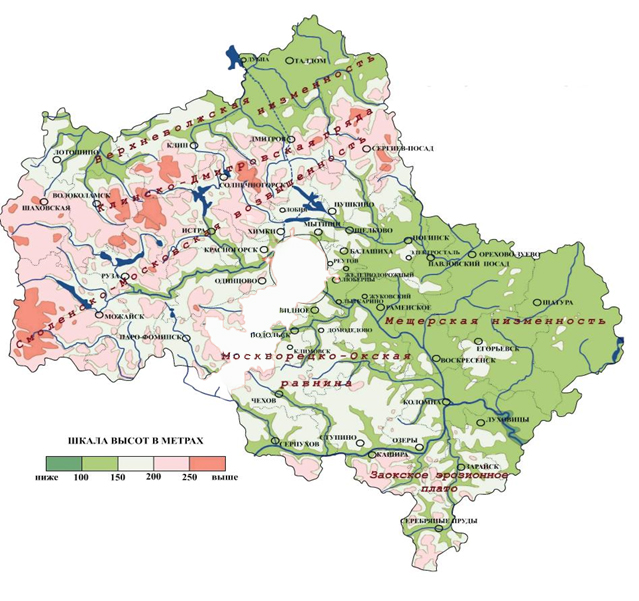 ДУБНА
ТАЛДОМ
Верхневолжская низменность
ЛОТОШИНО
КЛИН
ДМИТРОВ
СЕРГИЕВ-ПОСАД
Клинско-Дмитровская гряда
ВОЛОКОЛАМСК
СОЛНЕЧНОГОРСК
ШАХОВСКАЯ
ЛОБНЯ
ПУШКИНО
ИСТРА
ХИМКИ
МЫТИЩИ
ЩЕЛКОВО
НОГИНСК
КРАСНОГОРСК
БАЛАШИХА
ЭЛЕКТРОСТАЛЬ
ОРЕХОВО-ЗУЕВО
РЕУТОВ
ПАВЛОВСКИЙ ПОСАД
Смоленско-Московская возвышенность
РУЗА
ОДИНЦОВО
ЖЕЛЕЗНОДОРОЖНЫЙ
ЛЮБЕРЦЫ
ЛЫТКАРИНО
ЖУКОВСКИЙ
ШАТУРА
МОЖАЙСК
ВИДНОЕ
РАМЕНСКОЕ
Мещерская низменность
НАРО-ФОМИНСК
ПОДОЛЬСК
ДОМОДЕДОВО
КЛИМОВСК
ЕГОРЬЕВСК
Москворецко-Окская
равнина
ВОСКРЕСЕНСК
ЧЕХОВ
КОЛОМНА
ЛУХОВИЦЫ
СЕРПУХОВ
СТУПИНО
ОЗЕРЫ
КАШИРА
ЗАРАЙСК
Заокское эрозионное
плато
СЕРЕБРЯНЫЕ ПРУДЫ
ШКАЛА ВЫСОТ В МЕТРАХ
ниже 100 150 200 250 выше